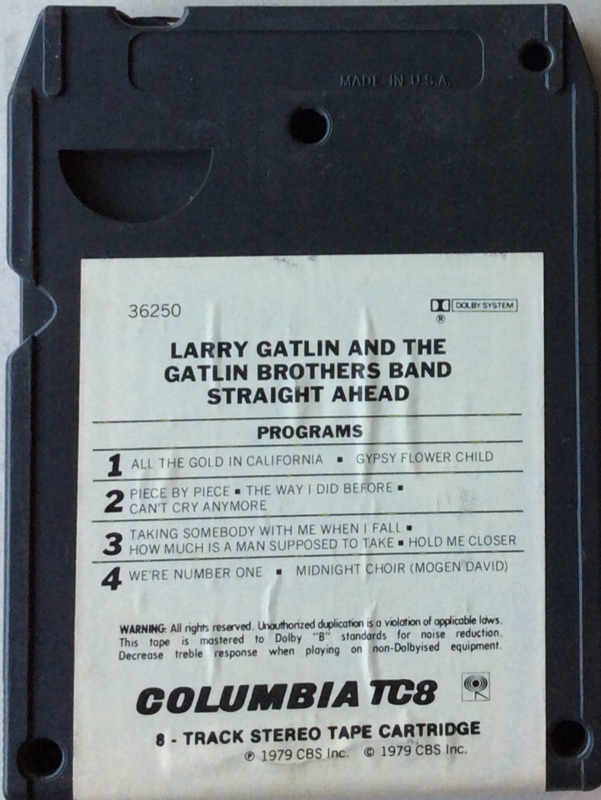 MADE IN U.S.A.
36250
DOLBY SYSTEM
®
LARRY GATLIN AND THE
GATLIN BROTHERS BAND
STRAIGHT AHEAD
PROGRAMS
1 ALL THE GOLD IN CALIFORNIA ▪ GYPSY FLOWER CHILD
2 PIECE BY PIECE ▪ THE WAY I DID BEFORE ▪
CAN'T CRY ANYMORE
3 TAKING SOMEBODY WITH ME WHEN I FALL ▪
HOW MUCH IS A MAN SUPPOSED TO TAKE ▪ HOLD ME CLOSER
4 WE'RE NUMBER ONE ▪ MIDNIGHT CHOIR (MOGEN DAVID)
WARNING: All rights reserved. Unauthorized duplication is a violation of applicable laws.
This tape is mastered to Dolby "B" standards for noise reduction.
Decrease treble response when playing on non-Dolbyised equipment.
COLUMBIA TC8
8 - TRACK STEREO TAPE CARTRIDGE
℗ 1979 CBS Inc. © 1979 CBS Inc.